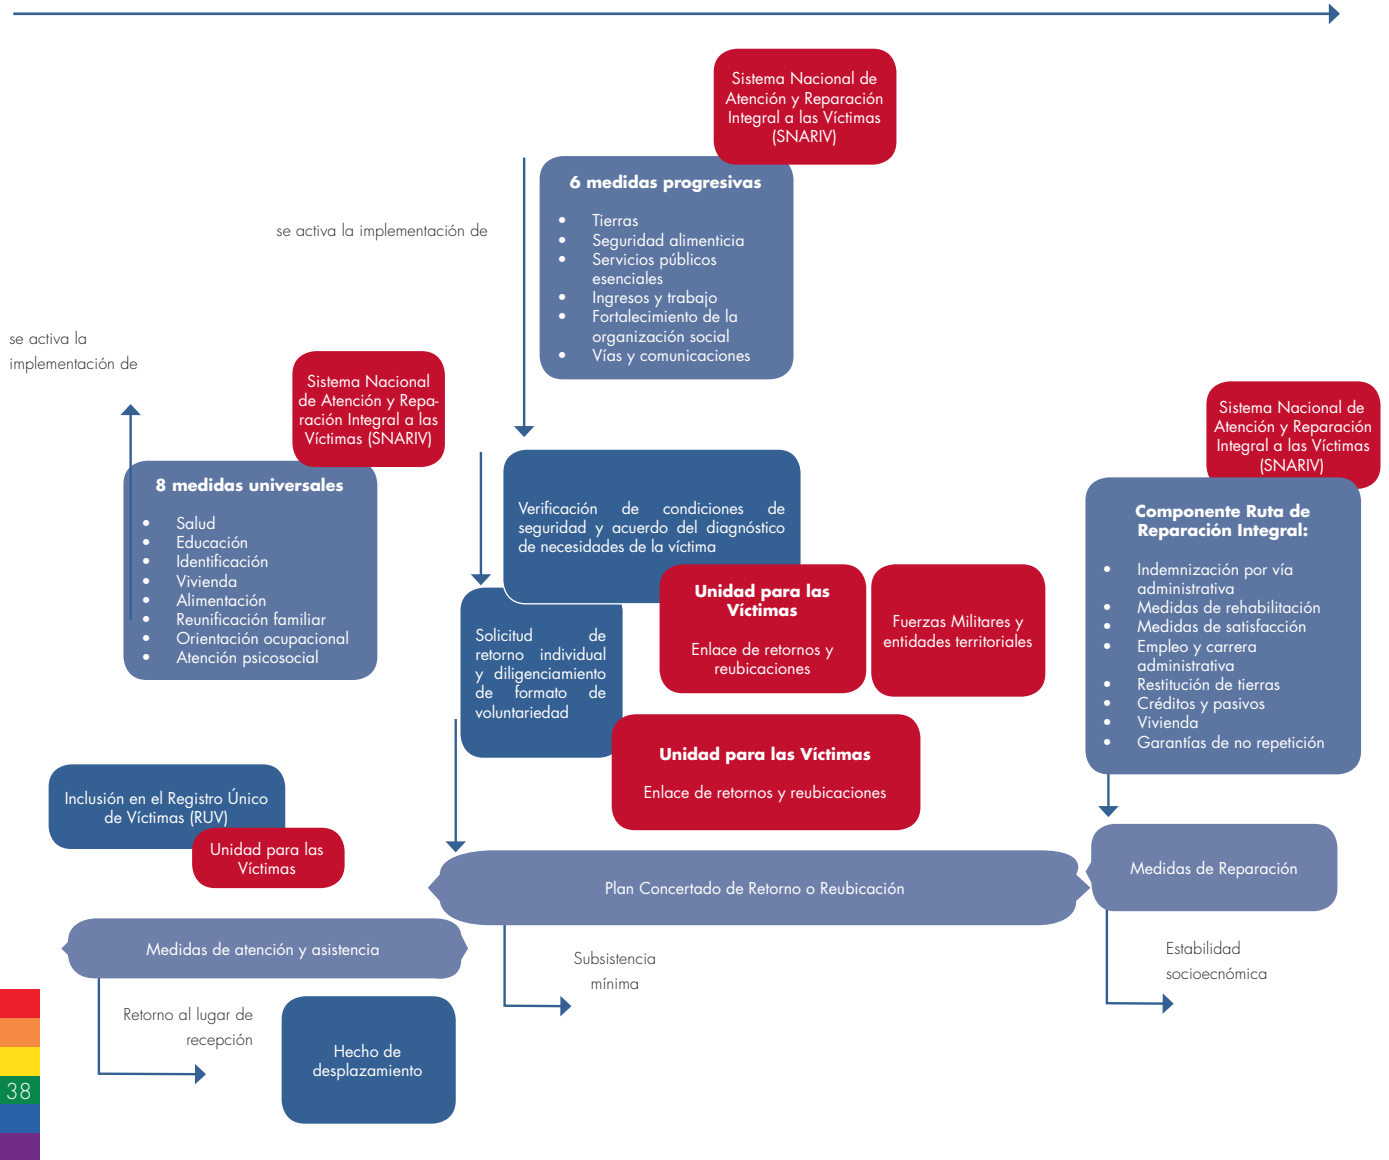 Sistema Nacional de
Atención y Reparación
Integral a las Víctimas
(SNARIV)
6 medidas progresivas
• Tierras
• Seguridad alimenticia
• Servicios públicos
esenciales
• Ingresos y trabajo
• Fortalecimiento de la
organización social
• Vías y comunicaciones
se activa la implementación de
se activa la
implementación de
Sistema Nacional
de Atención y Repa-
ración Integral a las
Víctimas (SNARIV)
8 medidas universales
• Salud
• Educación
• Identificación
• Vivienda
• Alimentación
• Reunificación familiar
• Orientación ocupacional
• Atención psicosocial
Verificación de condiciones de
seguridad y acuerdo del diagnóstico
de necesidades de la víctima
Unidad para las
Víctimas
Enlace de retornos y
reubicaciones
Fuerzas Militares y
entidades territoriales
Solicitud de
retorno individual
y diligenciamiento
de formato de
voluntariedad
Unidad para las Víctimas
Enlace de retornos y reubicaciones
Sistema Nacional de
Atención y Reparación
Integral a las Víctimas
(SNARIV)
Componente Ruta de
Reparación Integral:
• Indemnización por vía
administrativa
• Medidas de rehabilitación
• Medidas de satisfacción
• Empleo y carrera
administrativa
• Restitución de tierras
• Créditos y pasivos
• Vivienda
• Garantías de no repetición
Inclusión en el Registro Único
de Víctimas (RUV)
Unidad para las
Víctimas
Plan Concertado de Retorno o Reubicación
Medidas de Reparación
Medidas de atención y asistencia
Subsistencia
mínima
Estabilidad
socioecnómica
Retorno al lugar de
recepción
Hecho de
desplazamiento
38